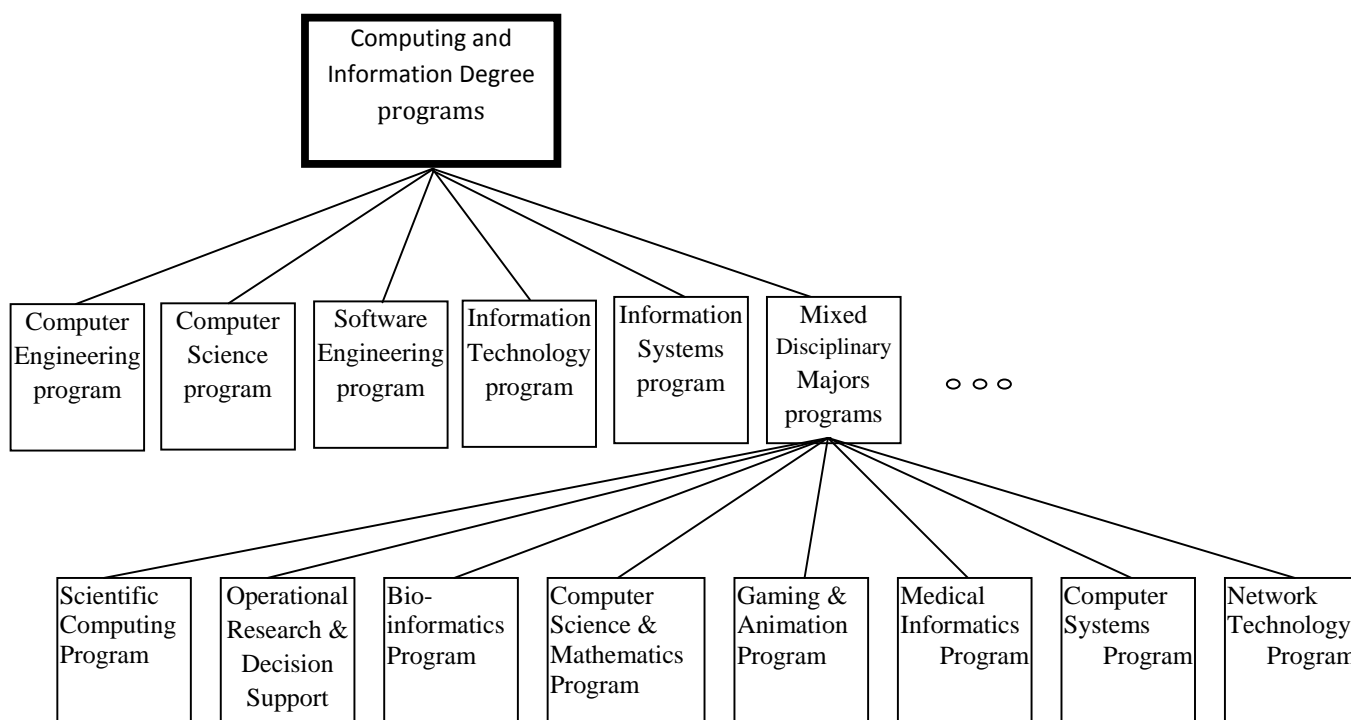 Computing and
Information Degree
programs
Computer
Engineering
program
Computer
Science
program
Software
Engineering
program
Information
Technology
program
Information
Systems
program
Mixed
Disciplinary
Majors
programs
Scientific
Computing
Program
Operational
Research &
Decision
Support
Bio-
informatics
Program
Computer
Science &
Mathematics
Program
Gaming &
Animation
Program
Medical
Informatics
Program
Computer
Systems
Program
Network
Technology
Program